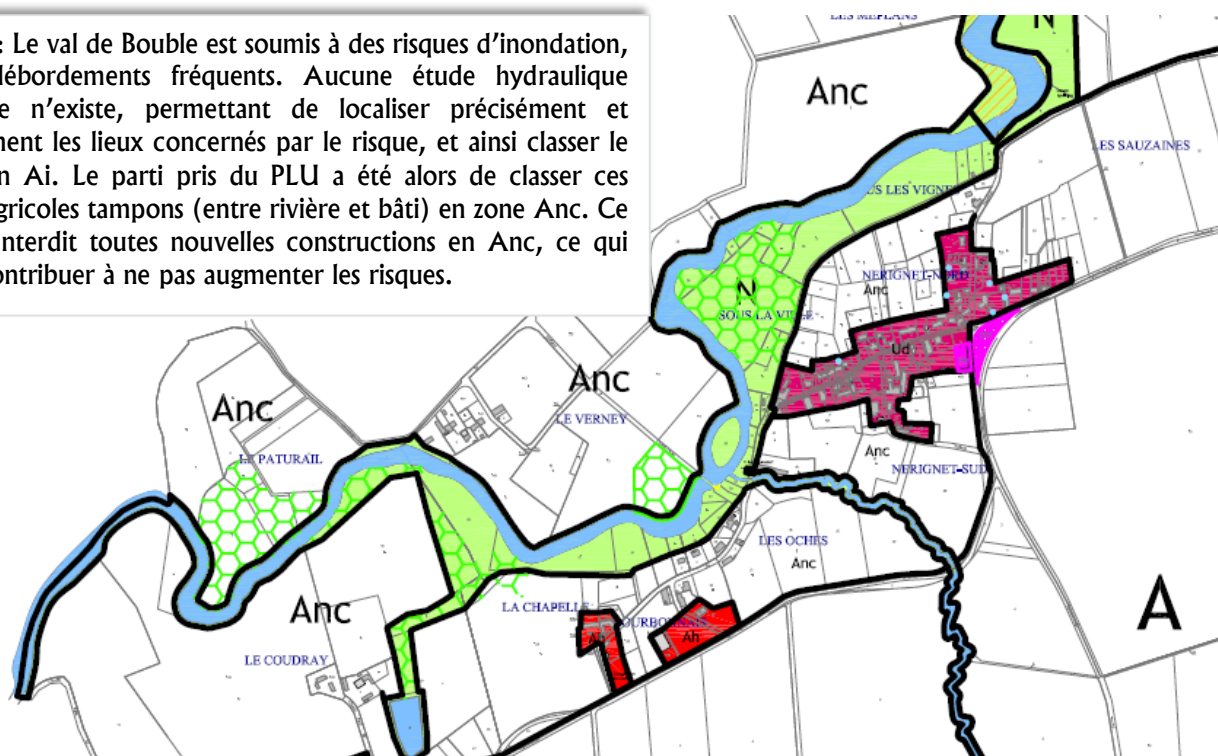 : Le val de Bouble est soumis à des risques d'inondation,
débordements fréquents. Aucune étude hydraulique
e n'existe, permettant de localiser précisément et
ment les lieux concernés par le risque, et ainsi classer le
n Ai. Le parti pris du PLU a été alors de classer ces
gricoles tampons (entre rivière et bâti) en zone Anc. Ce
interdit toutes nouvelles constructions en Anc, ce qui
ontribuer à ne pas augmenter les risques.
LES MEPLANS
N
Anc
LES SAUZAINES
US LES VIGNES
NERIGNET-NORD
Anc
N
SOUS LA VILLE
Ud
Anc
Anc
LE VERNEY
Anc
NERIGNET-SUD
LE PATURAIL
LES OCHES
Anc
Anc
LA CHAPELLE
OURBONNAIS
Ah
Ah
A
LE COUDRAY